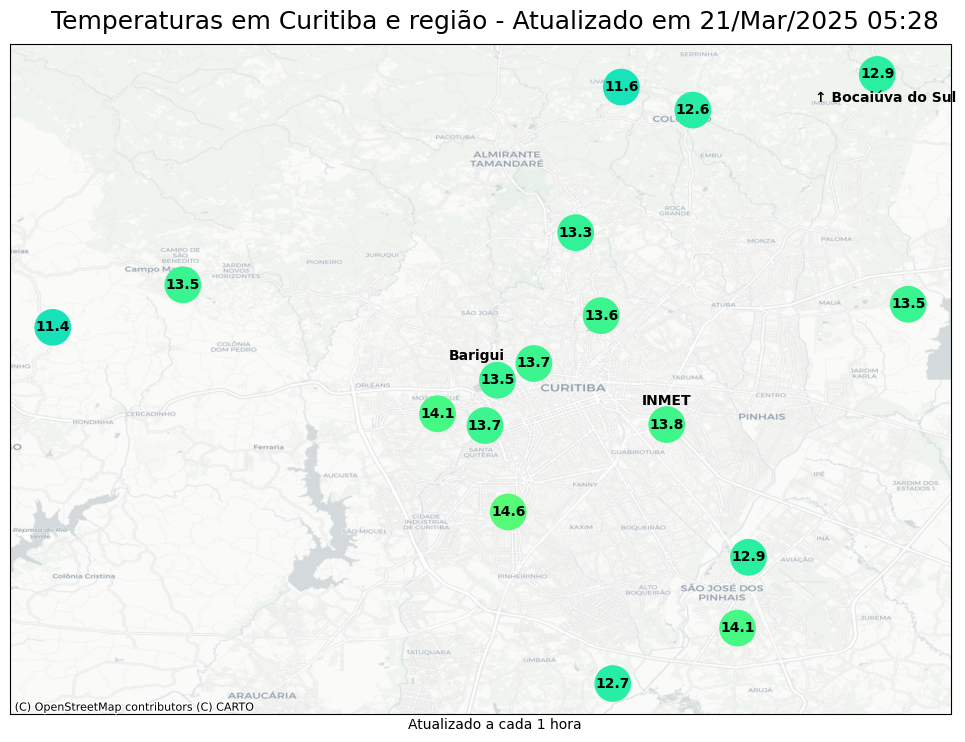 Temperaturas em Curitiba e região - Atualizado em 21/Mar/2025 05:28
SERRINHA
12.9
11.6
↑ Bocaiúva do Sul
12.6
PACOTUBA
ALMIRANTE
TAMANDARÉ
EMBU
ROÇA
GRANDE
13.3
MONZA
PALOMA
CAMPO DE
SÃO
BENEDITO
JURUQUI
PIONEIRO
JARDIM
NOVOS
HORIZONTES
Campo M
13.5
ATUBA
MAUÁ
13.5
SÃO JOÃO
13.6
11.4
COLÔNIA
DOM PEDRO
Barigui
13.7
13.5
ORLEANS
CURITIBA
TARUMÃ
JARDIM
KARLA
CENTRO
INMET
14.1
13.7
13.8
PINHAIS
CERCADINHO
RONDINHA
Ferraria
SANTA
QUITÉRIA
GUABIROTUBA
AUGUSTA
IPÊ
FANNY
JARDIM DOS
ESTADOS I
14.6
CIDADE
INDUSTRIAL
DE CURITIBA
SÃO MIGUEL
XAXIM
BOQUEIRÃO
Represa do Rio
Verde
INÁ
12.9
AVIAÇÃO
Colônia Cristina
PINHEIRINHO
ALTO
BOQUEIRÃO
SÃO JOSÉ DOS
PINHAIS
JUREMA
14.1
TATUQUARA
UMBARÁ
12.7
ARUJÁ
ARAUCÁRIA
(C) OpenStreetMap contributors (C) CARTO
Atualizado a cada 1 hora